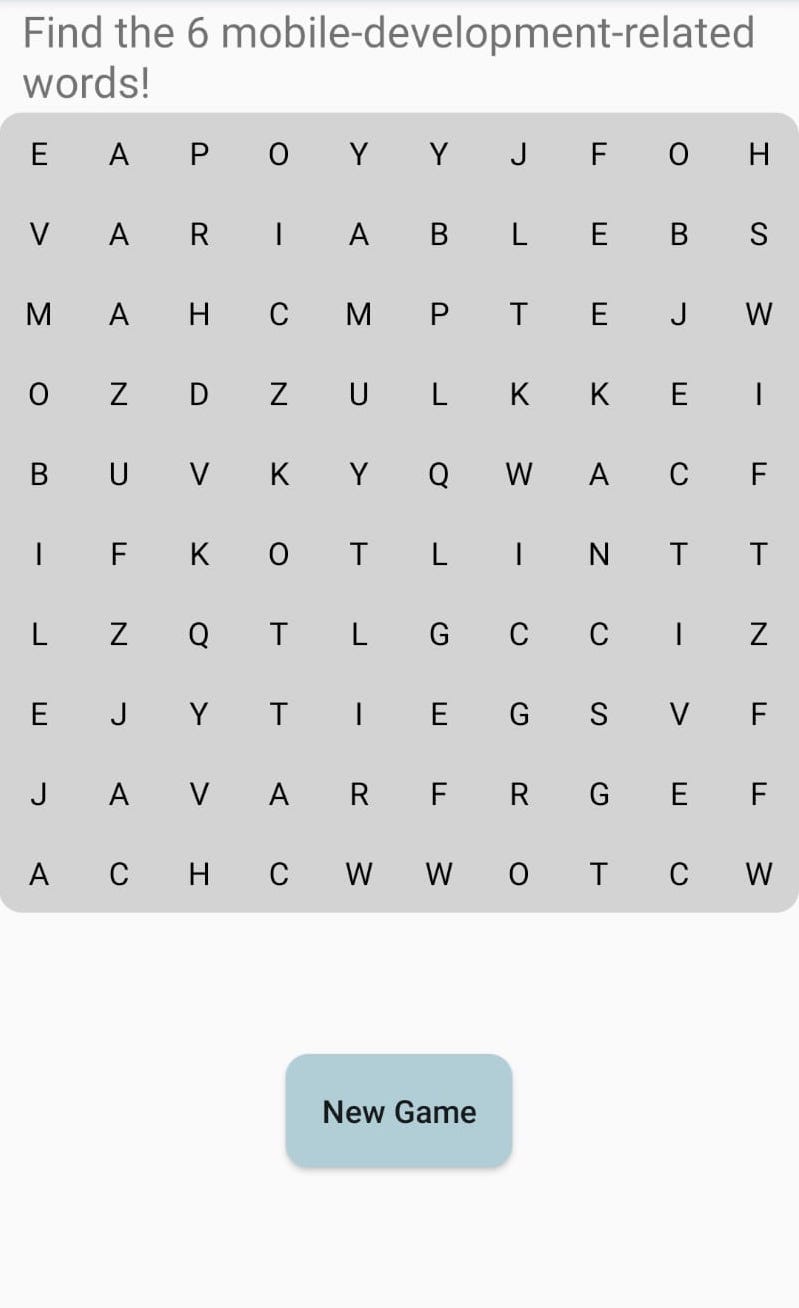 Find the 6 mobile-development-related
words!
E A P O Y Y J F O H
V A R I A B L E B S
M A H C M P T E J W
O Z D Z U L K K E I
B U V K Y Q W A C F
I F K O T L I N T T
L Z Q T L G C C I Z
E J Y T I E G S V F
J A V A R F R G E F
A C H C W W O T C W
New Game